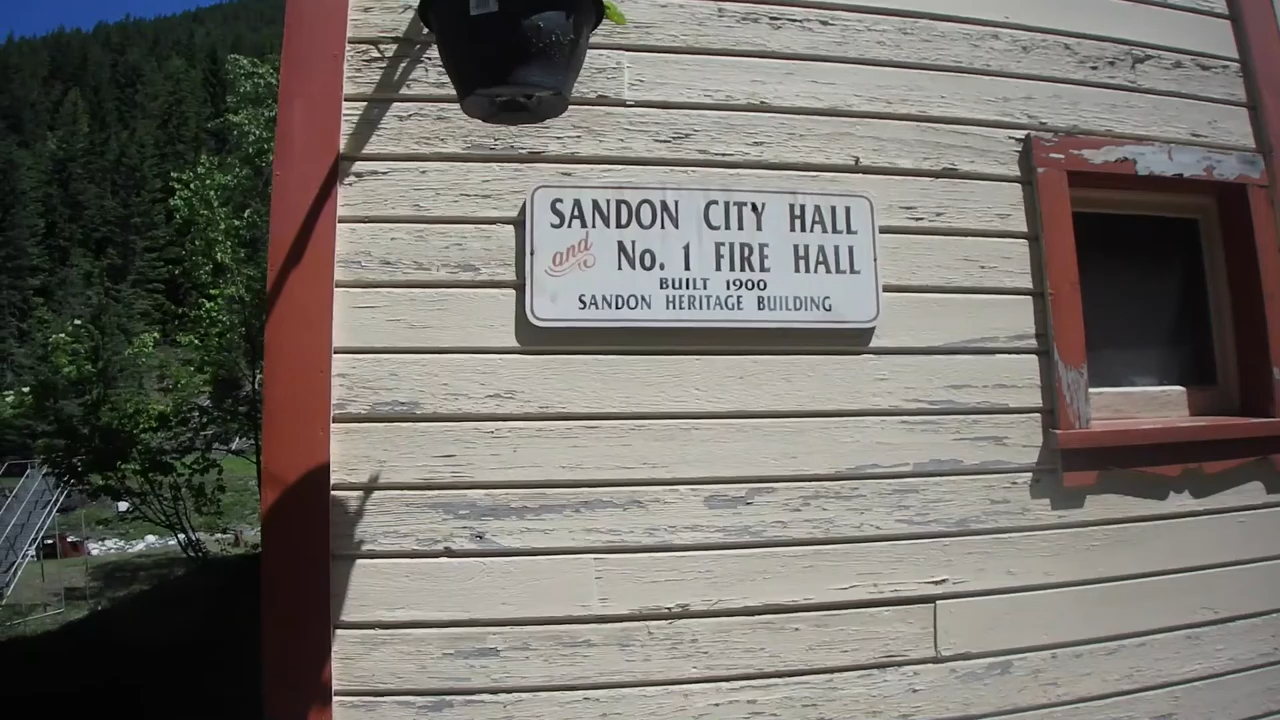 SANDON CITY HALL
and No. 1 FIRE HALL
BUILT 1900
SANDON HERITAGE BUILDING